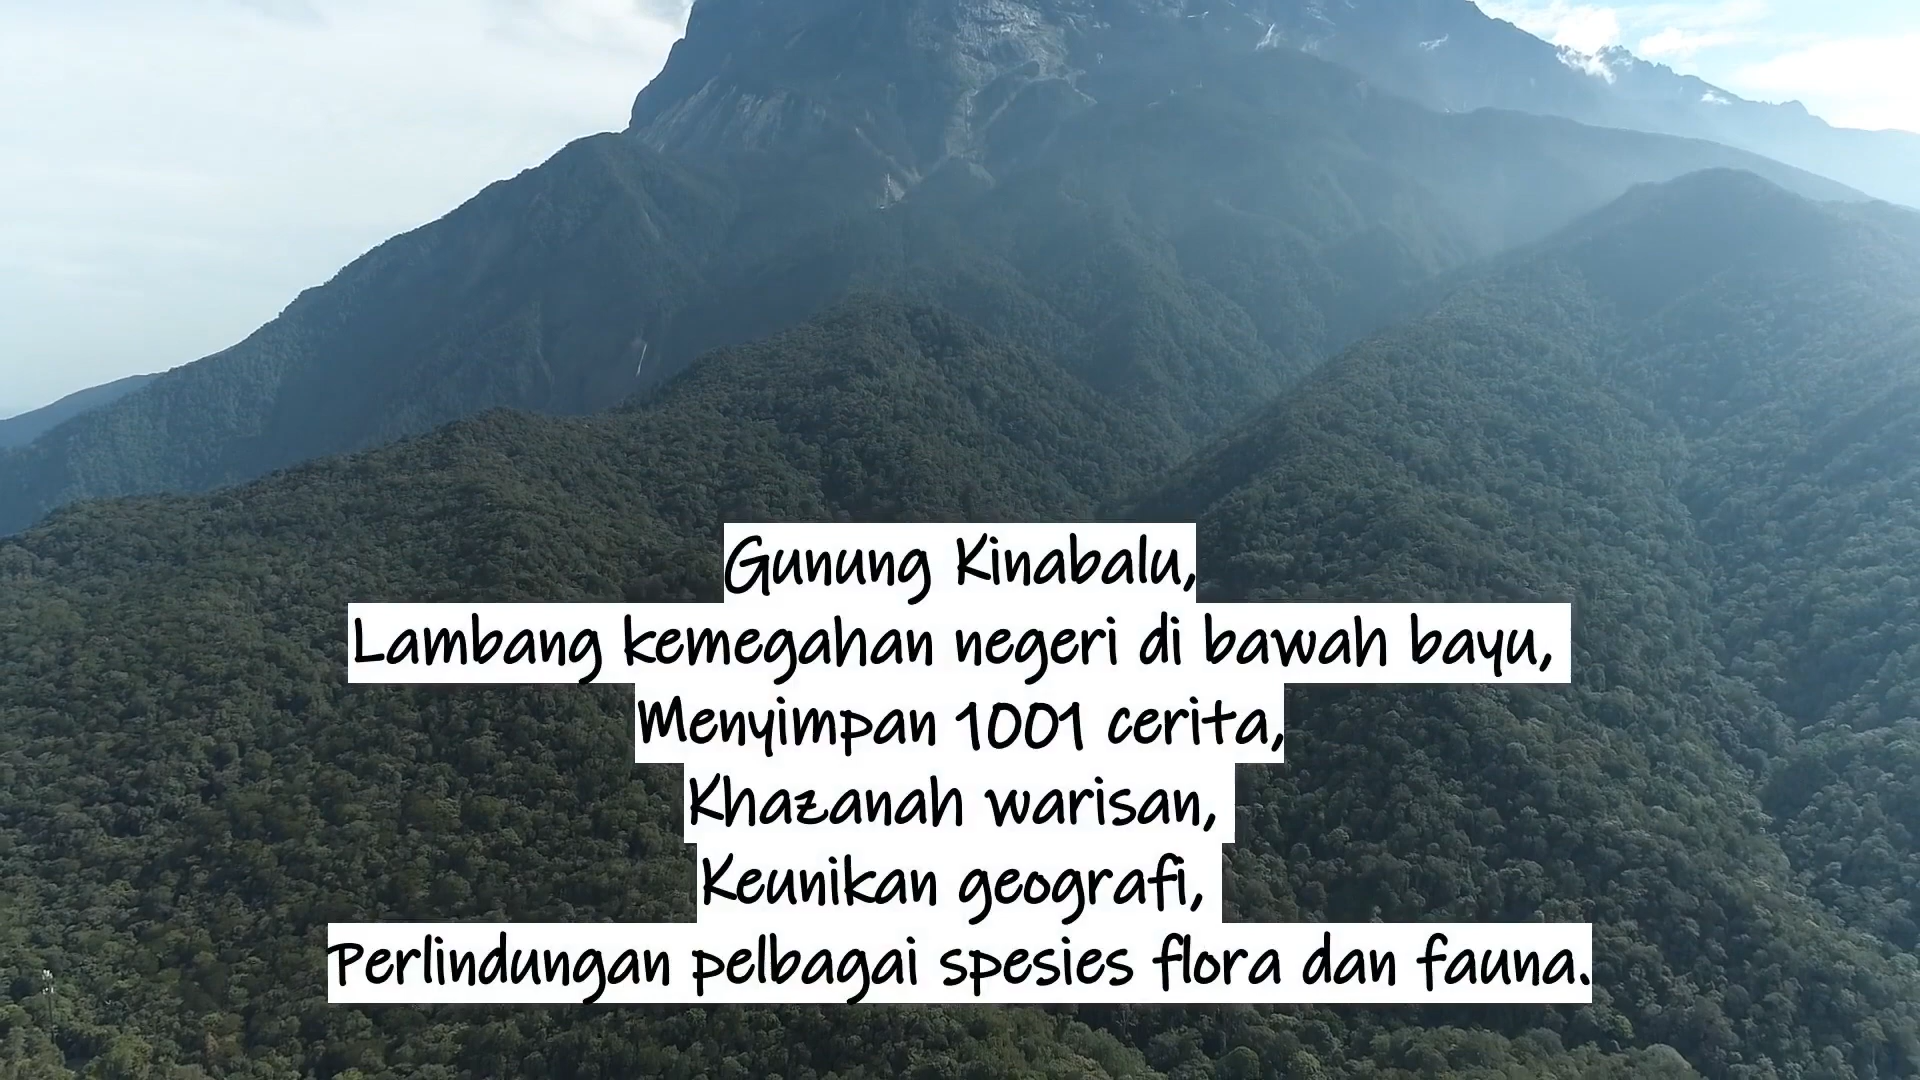 Gunung Kinabalu,
Lambang kemegahan negeri di bawah bayu,
Menyimpan 1001 cerita,
Khazanah warisan,
Keunikan geografi,
Perlindungan pelbagai spesies flora dan fauna.